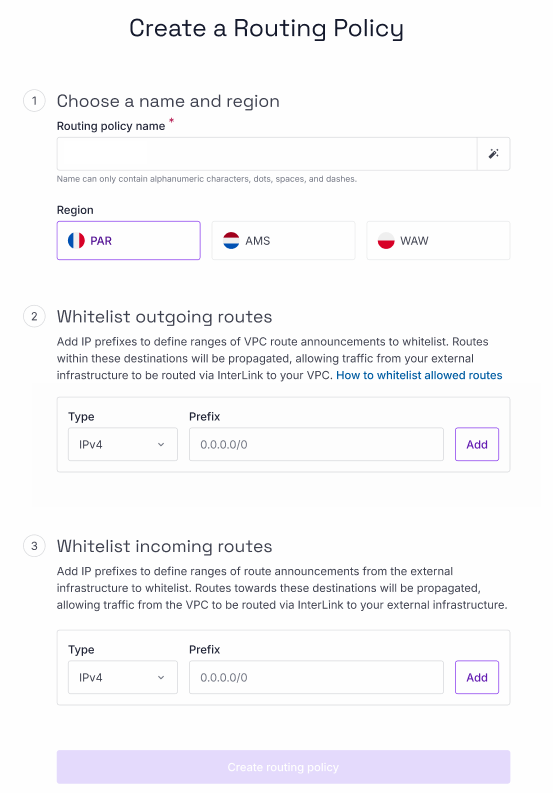 Create a Routing Policy
1
Choose a name and region
Routing policy name *
Name can only contain alphanumeric characters, dots, spaces, and dashes.
Region
PAR
AMS
WAW
2
Whitelist outgoing routes
Add IP prefixes to define ranges of VPC route announcements to whitelist. Routes
within these destinations will be propagated, allowing traffic from your external
infrastructure to be routed via InterLink to your VPC. How to whitelist allowed routes
Type
Prefix
IPv4
0.0.0.0/0
Add
3
Whitelist incoming routes
Add IP prefixes to define ranges of route announcements from the external
infrastructure to whitelist. Routes towards these destinations will be propagated,
allowing traffic from the VPC to be routed via InterLink to your external infrastructure.
Type
Prefix
IPv4
0.0.0.0/0
Add
Create routing policy